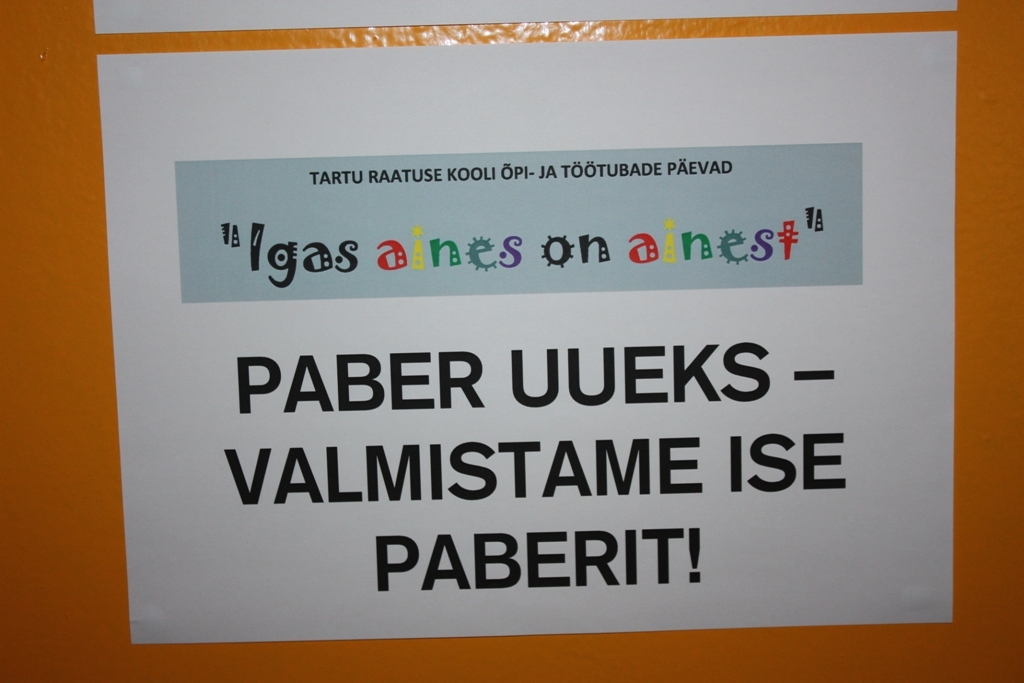 TARTU RAATUSE KOOLI ÕPI- JA TÖÖTUBADE PÄEVAD
"Igas aines on ainest"
PABER UUEKS –
VALMISTAME ISE
PABERIT!